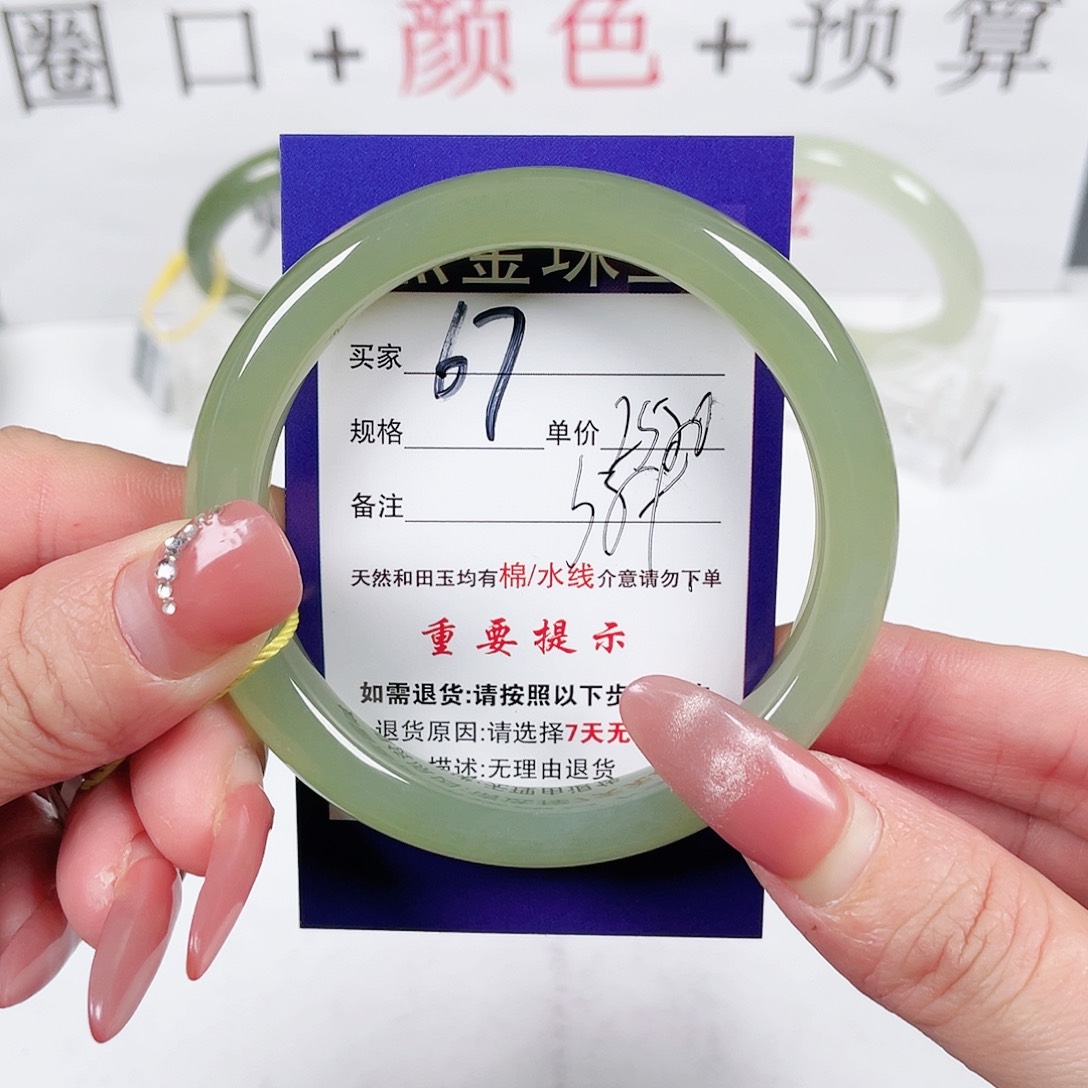 圈口+颜色+预算
金珠
买家 67
规格 单价
备注
天然和田玉均有棉/水线介意请勿下单
重要提示
如需退货:请按照以下步
退货原因:请选择7天无
描述:无理由退货